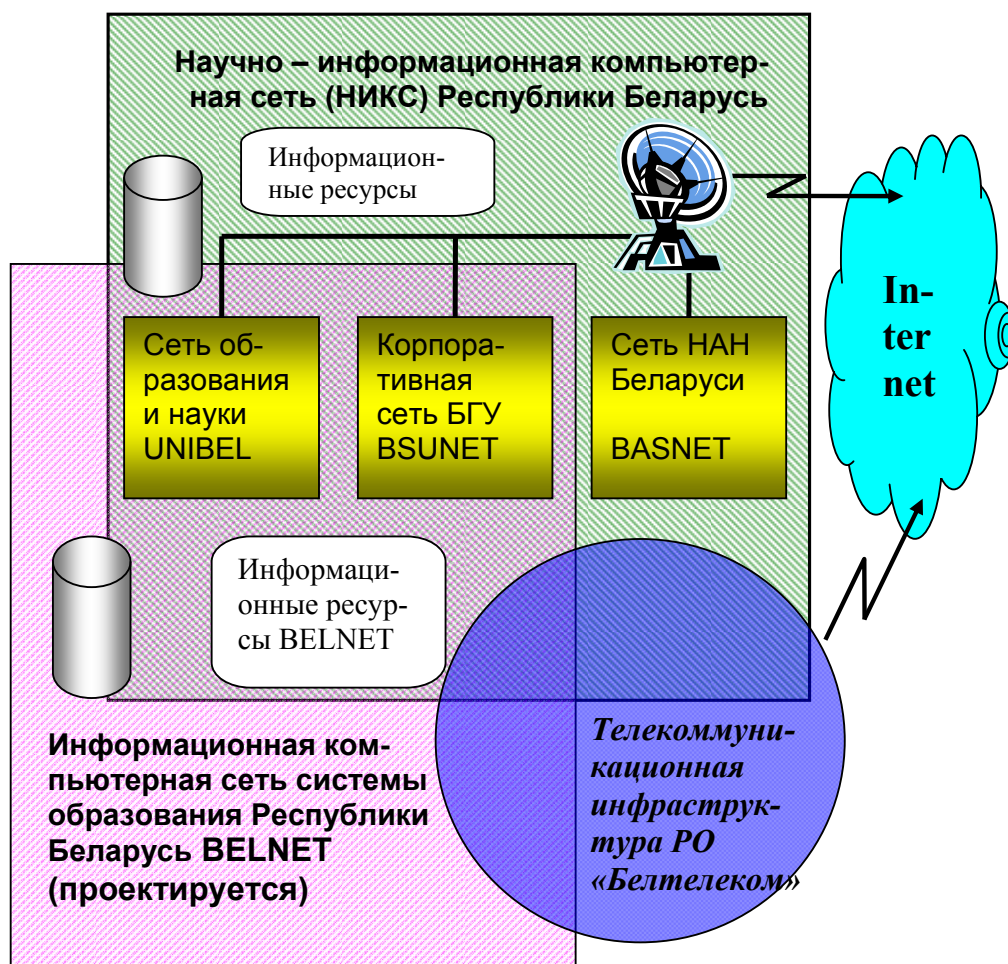 Научно – информационная компьютер-
ная сеть (НИКС) Республики Беларусь
Информацион-
ные ресурсы
In-
ter
net
Сеть об-
разования
и науки
UNIBEL
Корпора-
тивная
сеть БГУ
BSUNET
Сеть НАН
Беларуси
BASNET
Информаци-
онные ресур-
сы BELNET
Информационная ком-
пьютерная сеть системы
образования Республики
Беларусь BELNET
(проектируется)
Телекоммуни-
кационная
инфраструк-
тура РО
«Белтелеком»